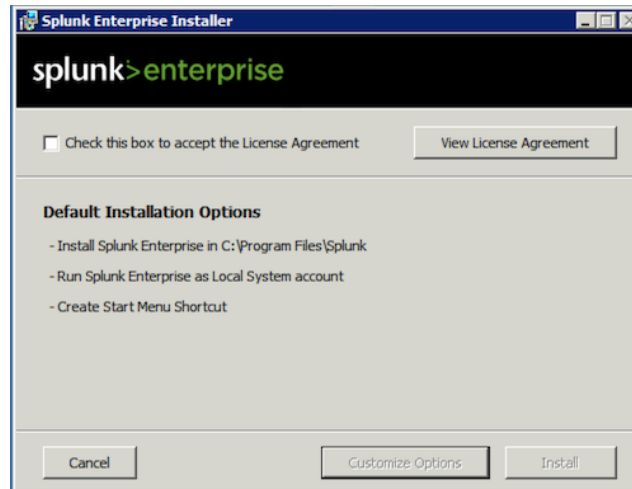 Splunk Enterprise Installer
splunk>enterprise
Check this box to accept the License Agreement
View License Agreement
Default Installation Options
- Install Splunk Enterprise in C:\Program Files\Splunk
- Run Splunk Enterprise as Local System account
- Create Start Menu Shortcut
Cancel
Customize Options
Install